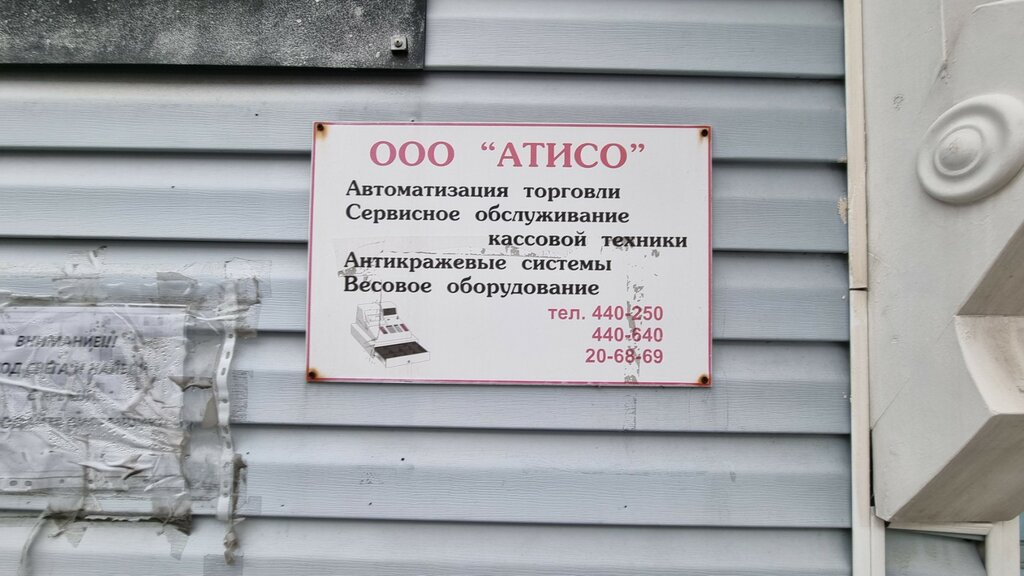 ООО “АТИСО”
Автоматизация торговли
Сервисное обслуживание
кассовой техники
Антикражевые системы
Весовое оборудование
тел. 440-250
440-640
20-68-69
ВНИМАНИЕ!!